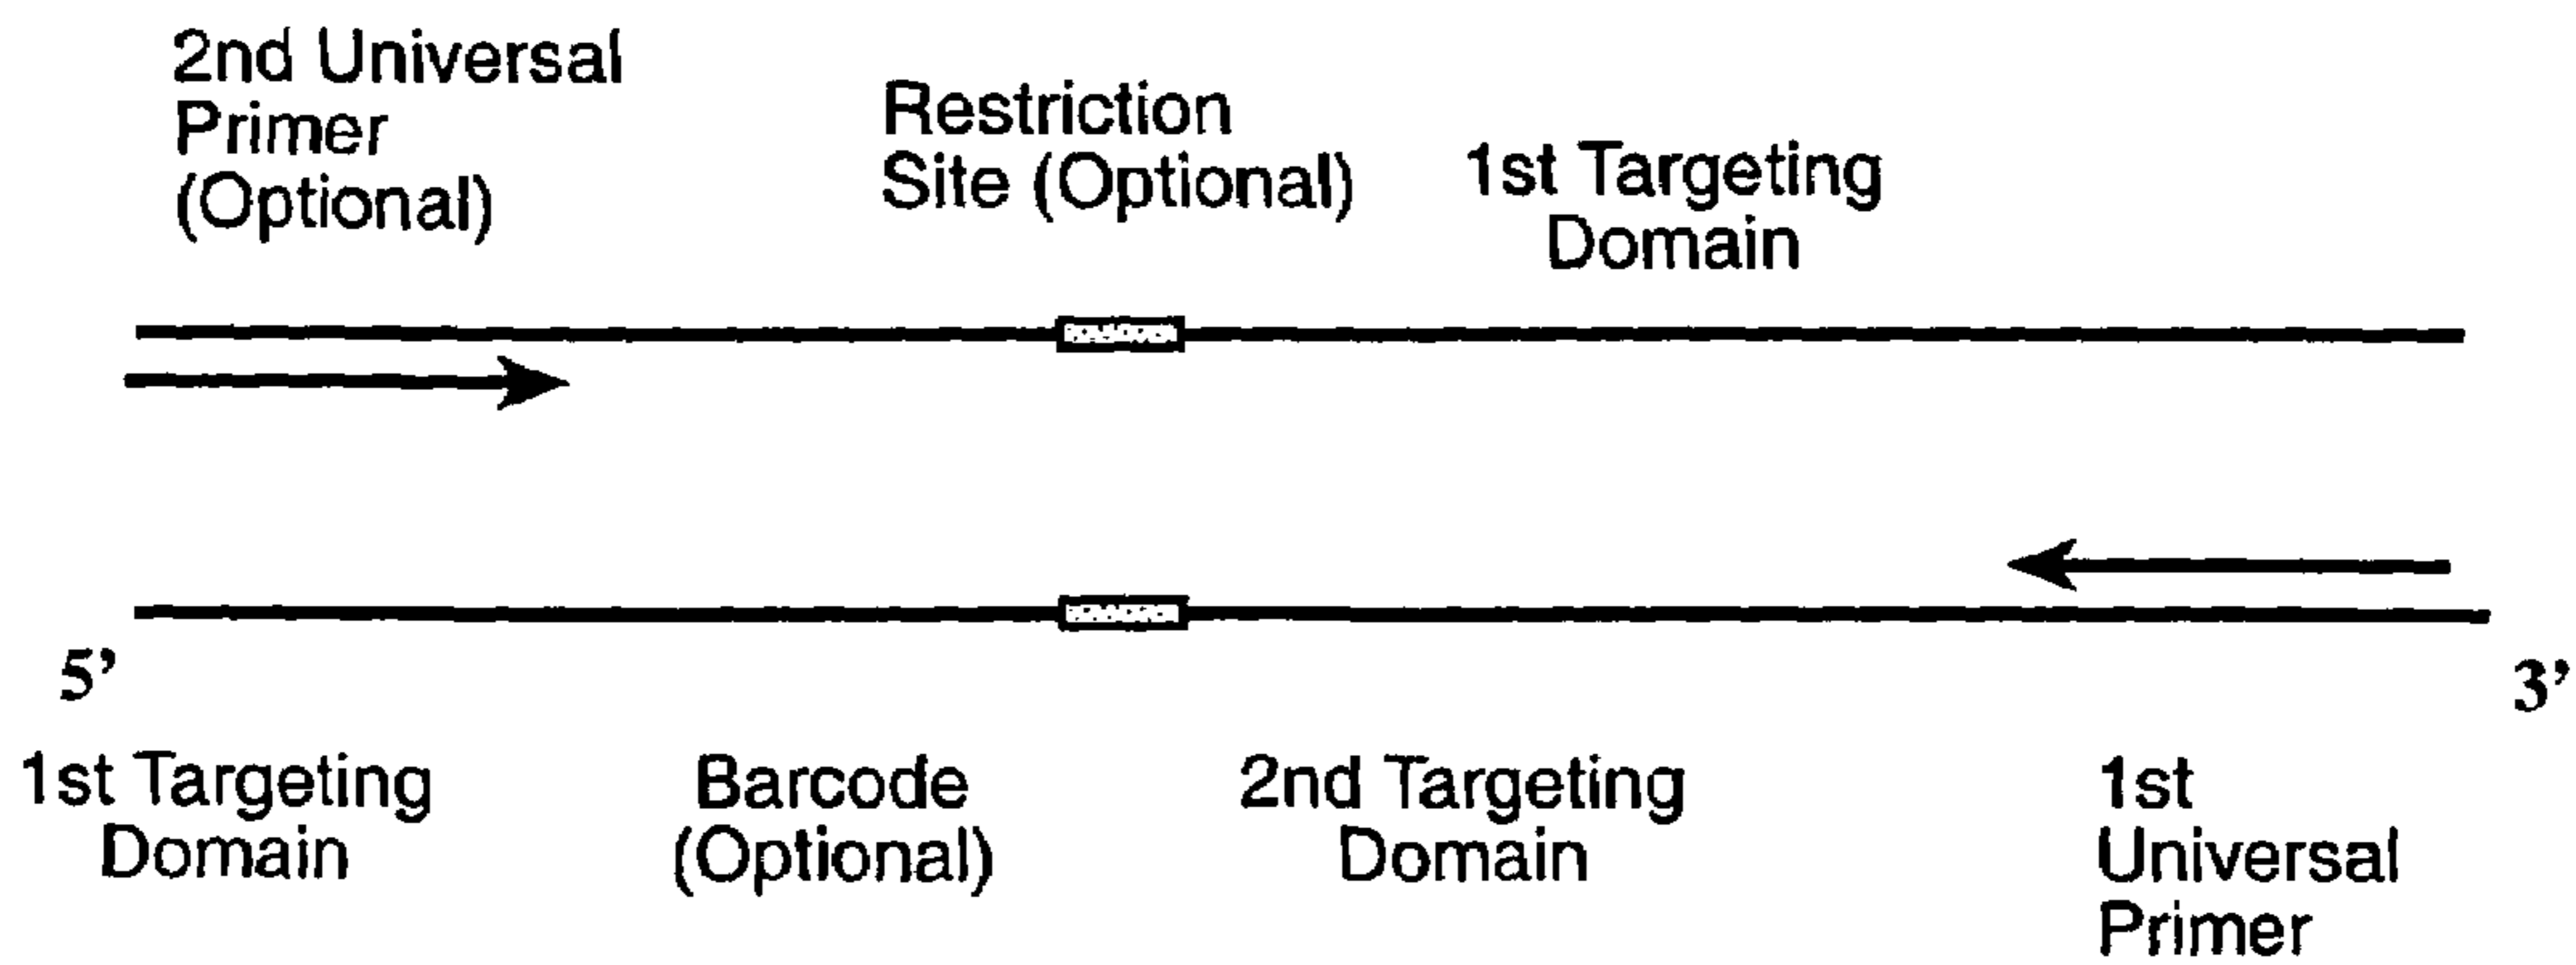 2nd Universal
Primer
(Optional)
Restriction
Site (Optional)
1st Targeting
Domain
5’
3’
1st Targeting
Domain
Barcode
(Optional)
2nd Targeting
Domain
1st
Universal
Primer